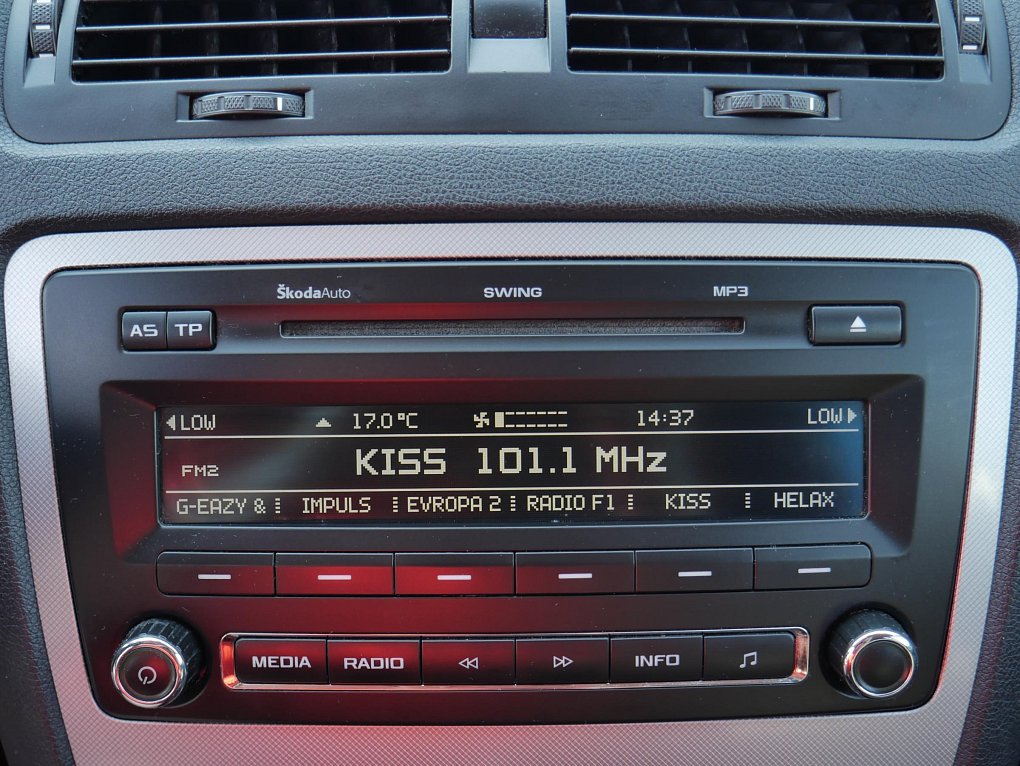 ŠkodaAuto SWING MP3
AS TP
LOW 17.0°C 14:37 LOW
FM2 KISS 101.1 MHz
G-EAZY & IMPULS EVROPA 2 RADIO F1 KISS HELAX
MEDIA RADIO INFO